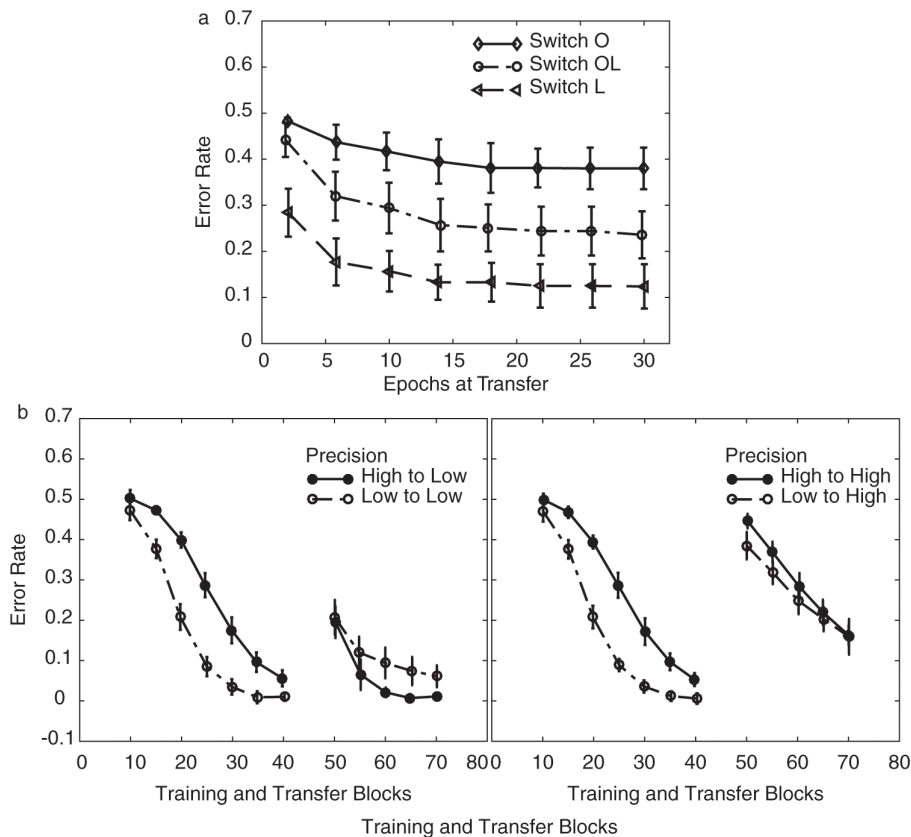 a
0.7
0.6
0.5
0.4
0.3
0.2
0.1
0
Error Rate
Switch O
Switch OL
Switch L
0 5 10 15 20 25 30
Epochs at Transfer
b
0.7
0.6
0.5
0.4
0.3
0.2
0.1
0
-0.1
Error Rate
Precision
High to Low
Low to Low
0 10 20 30 40 50 60 70 80
Training and Transfer Blocks
Precision
High to High
Low to High
10 20 30 40 50 60 70 80
Training and Transfer Blocks
Training and Transfer Blocks